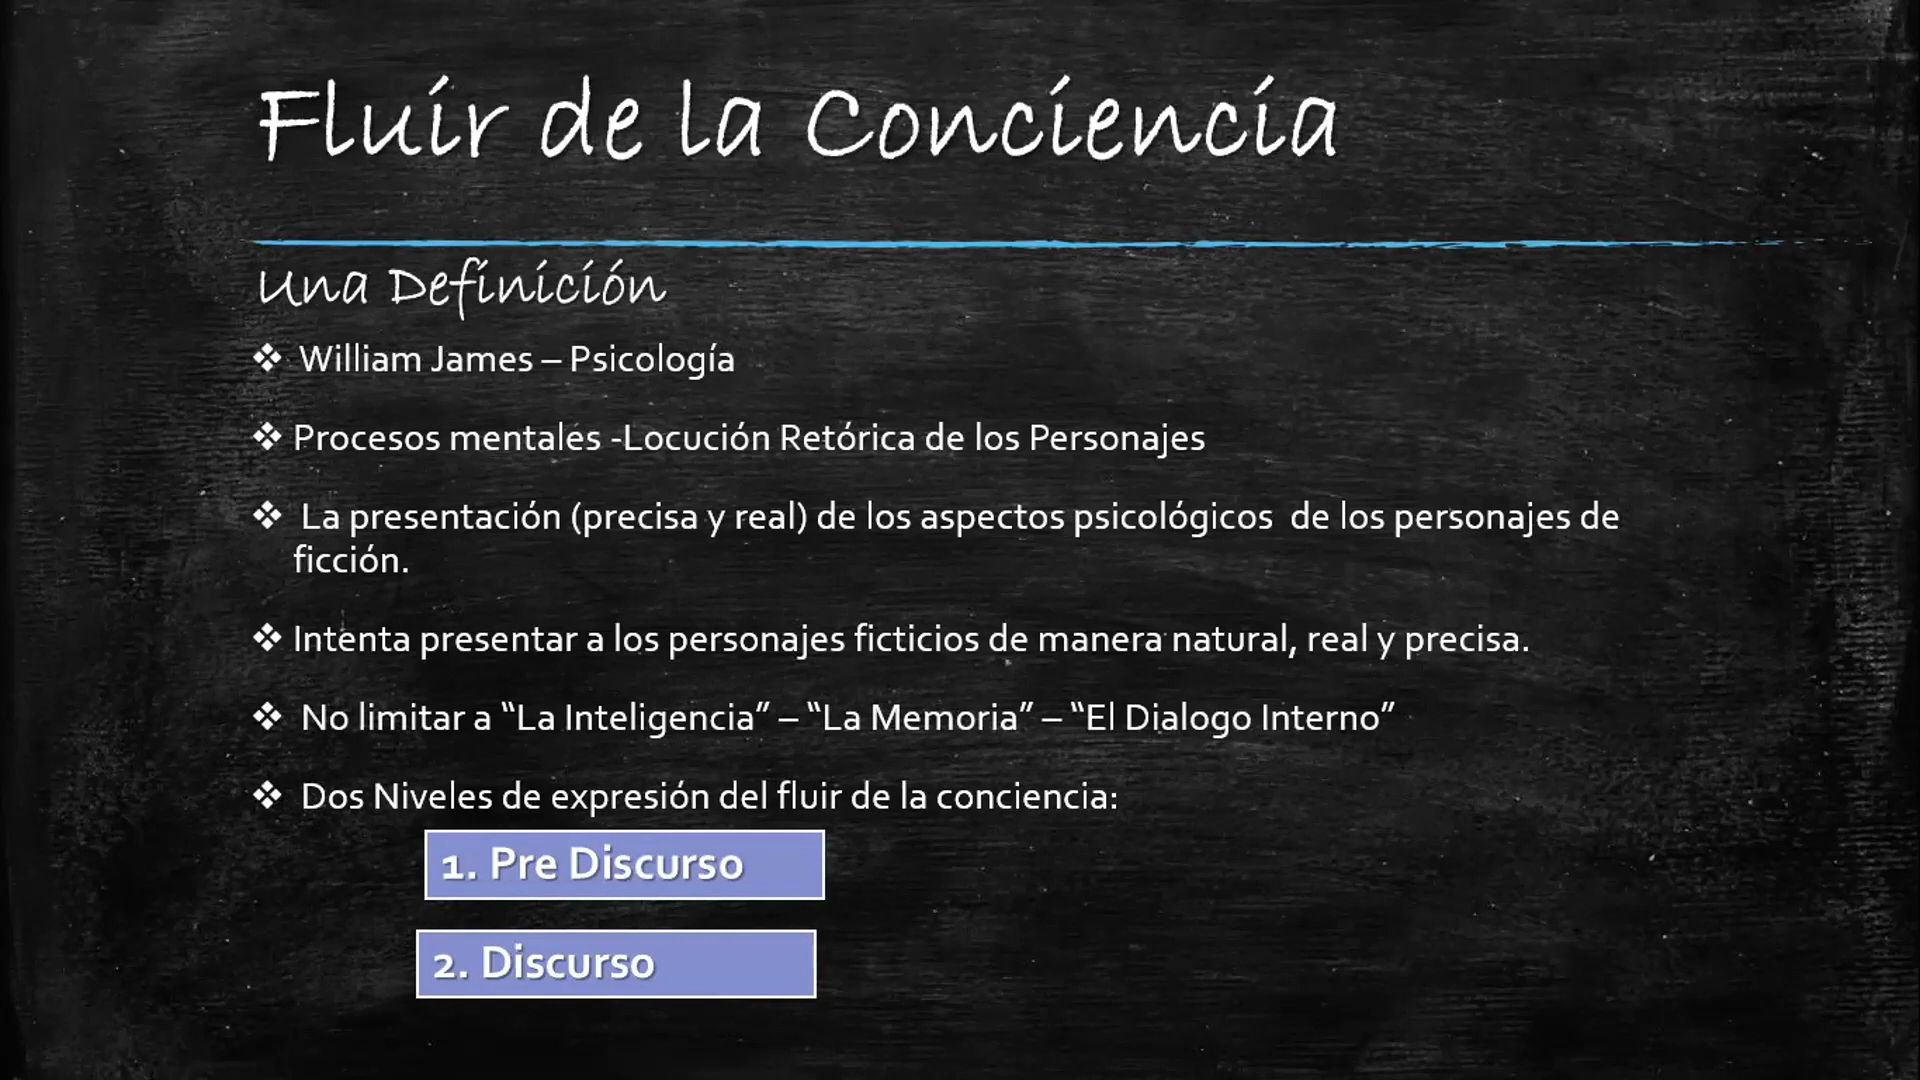 Fluir de la Conciencia
Una Definición
❖ William James – Psicología
❖ Procesos mentales -Locución Retórica de los Personajes
❖ La presentación (precisa y real) de los aspectos psicológicos de los personajes de
ficción.
❖ Intenta presentar a los personajes ficticios de manera natural, real y precisa.
❖ No limitar a “La Inteligencia” – “La Memoria” – “El Dialogo Interno”
❖ Dos Niveles de expresión del fluir de la conciencia:
1. Pre Discurso
2. Discurso